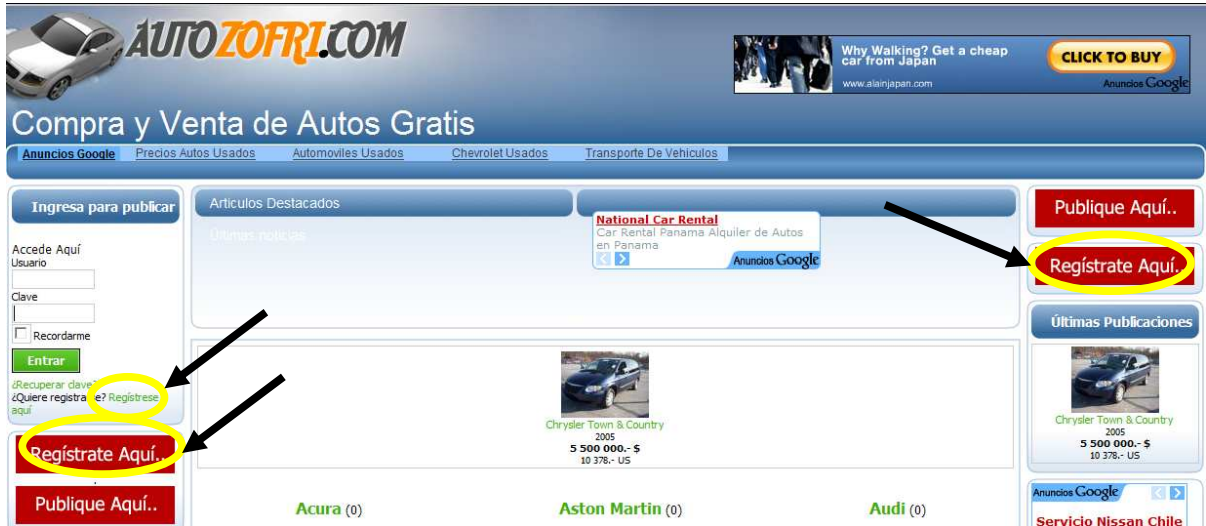 AUTOZOFRI.COM
Why Walking? Get a cheap
car from Japan
www.alainjapan.com
CLICK TO BUY
Anuncios Google
Compra y Venta de Autos Gratis
Anuncios Google Precios Autos Usados Automoviles Usados Chevrolet Usados Transporte De Vehiculos
Ingresa para publicar
Accede Aquí
Usuario
Clave
Recordarme
Entrar
¿Recuperar clave?
¿Quiere registrarse? Regístrese
aquí
Regístrate Aquí..
Publique Aquí..
Articulos Destacados
Últimas noticias
National Car Rental
Car Rental Panama Alquiler de Autos
en Panama
Anuncios Google
Chrysler Town & Country
2005
5 500 000.- $
10 378.- US
Acura (0) Aston Martin (0) Audi (0)
Publique Aquí..
Regístrate Aquí..
Últimas Publicaciones
Chrysler Town & Country
2005
5 500 000.- $
10 378.- US
Anuncios Google
Servicio Nissan Chile